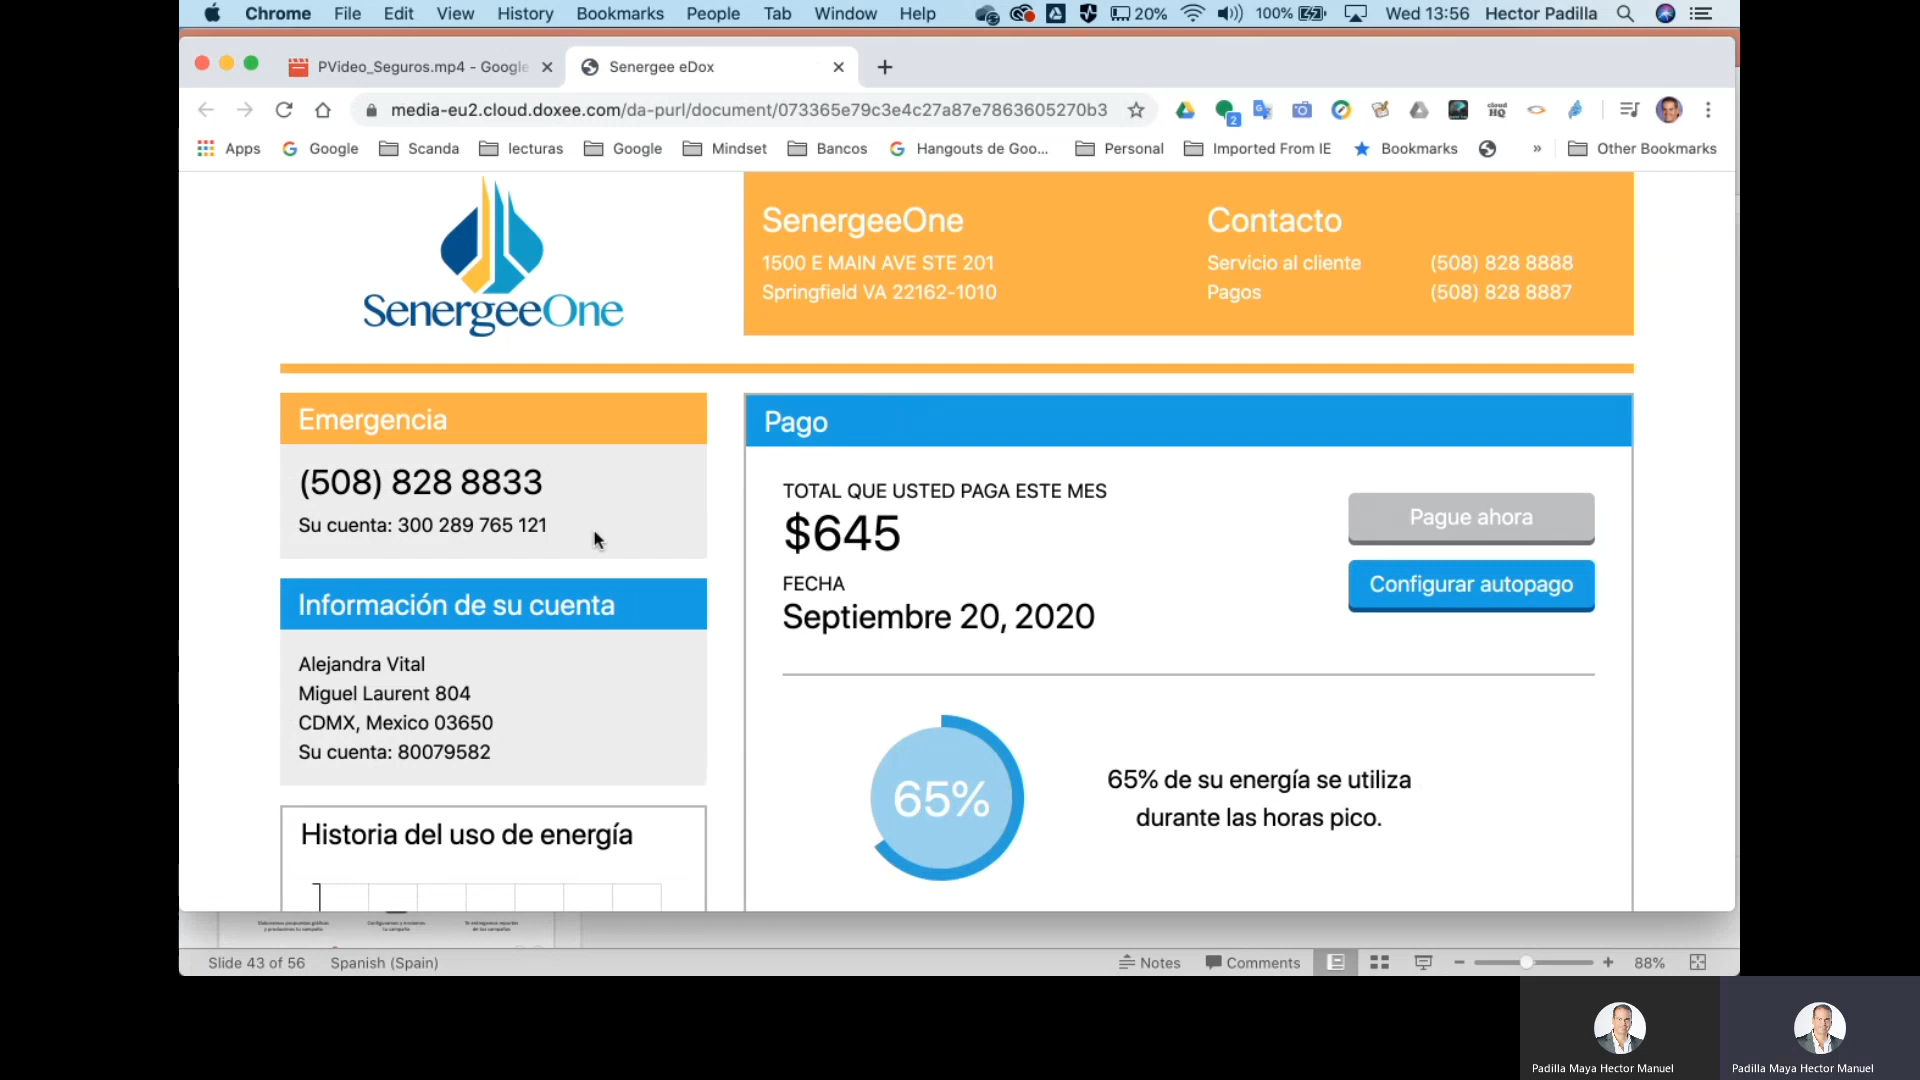 Chrome File Edit View History Bookmarks People Tab Window Help 20% 100% Wed 13:56 Hector Padilla
PVideo_Seguros.mp4 - Google
Senergee eDox
media-eu2.cloud.doxee.com/da-purl/document/073365e79c3e4c27a87e7863605270b3
2
cloud HQ
Apps Google Scanda lecturas Google Mindset Bancos Hangouts de Goo... Personal Imported From IE Bookmarks » Other Bookmarks
SenergeeOne
SenergeeOne
1500 E MAIN AVE STE 201
Springfield VA 22162-1010
Contacto
Servicio al cliente (508) 828 8888
Pagos (508) 828 8887
Emergencia
(508) 828 8833
Su cuenta: 300 289 765 121
Información de su cuenta
Alejandra Vital
Miguel Laurent 804
CDMX, Mexico 03650
Su cuenta: 80079582
Historia del uso de energía
Pago
TOTAL QUE USTED PAGA ESTE MES
$645
FECHA
Septiembre 20, 2020
Pague ahora
Configurar autopago
65%
65% de su energía se utiliza
durante las horas pico.
Slide 43 of 56 Spanish (Spain) Notes Comments 88%
Padilla Maya Hector Manuel
Padilla Maya Hector Manuel